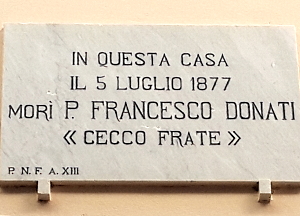 IN QUESTA CASA
IL 5 LUGLIO 1877
MORÌ P. FRANCESCO DONATI
« CECCO FRATE »
P. N. F. A. XIII